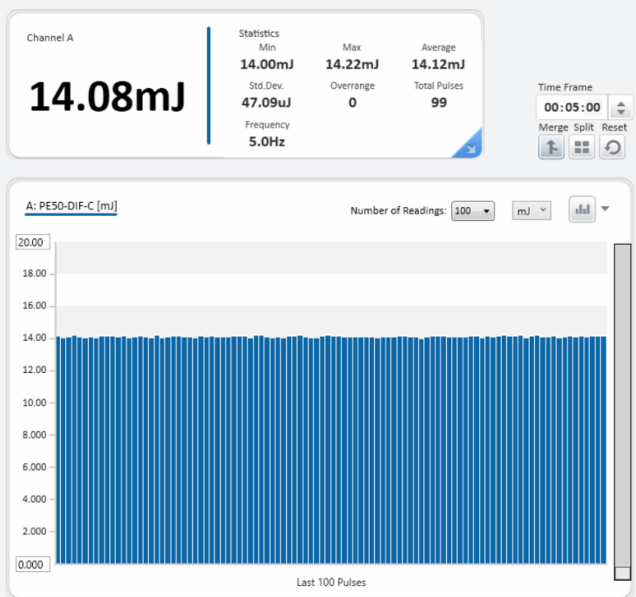 Channel A
14.08mJ
Statistics
Min Max Average
14.00mJ 14.22mJ 14.12mJ
Std.Dev. Overrange Total Pulses
47.09uJ 0 99
Frequency
5.0Hz
Time Frame
00:05:00
Merge Split Reset
A: PE50-DIF-C [mJ]
Number of Readings: 100 mJ
20.00
18.00
16.00
14.00
12.00
10.00
8.000
6.000
4.000
2.000
0.000
Last 100 Pulses